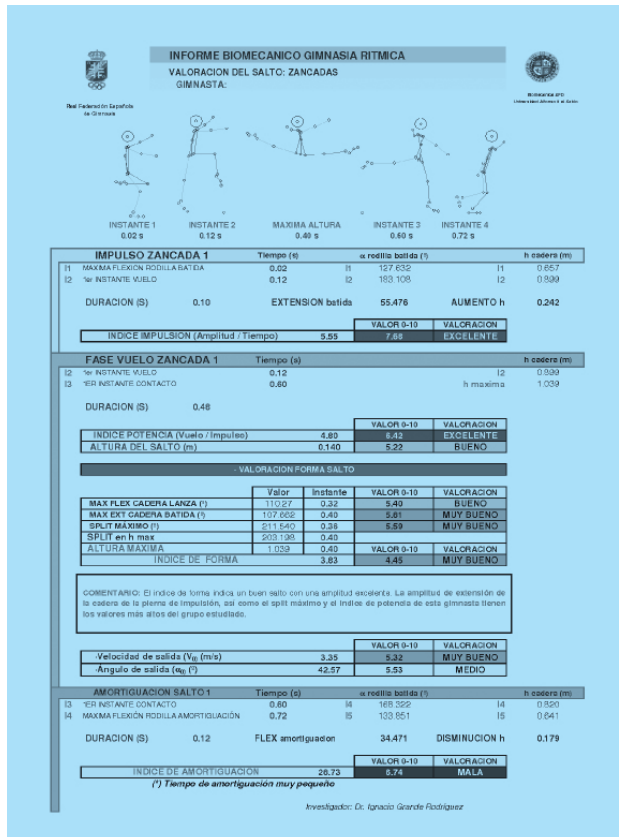 INFORME BIOMECANICO GIMNASIA RITMICA
VALORACION DEL SALTO: ZANCADAS
GIMNASTA:
Real Federación Española
de Gimnasia
Biomecánica
INSTANTE 1 INSTANTE 2 MAXIMA ALTURA INSTANTE 3 INSTANTE 4
0.02 s 0.12 s 0.40 s 0.60 s 0.72 s
IMPULSO ZANCADA 1 Tiempo (s) α rodilla batida (°) h cadera (m)
I1 MAXIMA FLEXION RODILLA BATIDA 0.02 I1 127.632 I1 0.657
I2 1er INSTANTE VUELO 0.12 I2 183.108 I2 0.899
DURACION (S) 0.10 EXTENSION batida 55.476 AUMENTO h 0.242
VALOR 0-10 VALORACION
INDICE IMPULSION (Amplitud / Tiempo) 5.55 7.68 EXCELENTE
FASE VUELO ZANCADA 1 Tiempo (s) h cadera (m)
I2 1er INSTANTE VUELO 0.12 I2 0.899
I3 1ER INSTANTE CONTACTO 0.60 h maxima 1.039
DURACION (S) 0.48
VALOR 0-10 VALORACION
INDICE POTENCIA (Vuelo / Impulso) 4.80 6.42 EXCELENTE
ALTURA DEL SALTO (m) 0.140 5.22 BUENO
- VALORACION FORMA SALTO
Valor Instante VALOR 0-10 VALORACION
MAX FLEX CADERA LANZA (°) 110.27 0.32 5.40 BUENO
MAX EXT CADERA BATIDA (°) 107.662 0.40 5.61 MUY BUENO
SPLIT MÁXIMO (°) 211.540 0.36 5.59 MUY BUENO
SPLIT en h max 203.198 0.40
ALTURA MAXIMA 1.039 0.40 VALOR 0-10 VALORACION
INDICE DE FORMA 3.83 4.45 MUY BUENO
COMENTARIO: El indice de forma indica un buen salto con una amplitud excelente. La amplitud de extensión de
la cadera de la pierna de impulsión, así como el split máximo y el indice de potencia de esta gimnasta tienen
los valores más altos del grupo estudiado.
VALOR 0-10 VALORACION
-Velocidad de salida (V₍₀₎ (m/s) 3.35 5.32 MUY BUENO
-Angulo de salida (α₍₀₎ (°) 42.57 5.53 MEDIO
AMORTIGUACION SALTO 1 Tiempo (s) α rodilla batida (°) h cadera (m)
I3 1ER INSTANTE CONTACTO 0.60 I4 168.322 I4 0.820
I4 MAXIMA FLEXIÓN RODILLA AMORTIGUACIÓN 0.72 I5 133.851 I5 0.641
DURACION (S) 0.12 FLEX amortiguacion 34.471 DISMINUCION h 0.179
VALOR 0-10 VALORACION
INDICE DE AMORTIGUACIÓN 28.73 5.74 MALA
(*) Tiempo de amortiguación muy pequeño
Investigador: Dr. Ignacio Grande Rodríguez